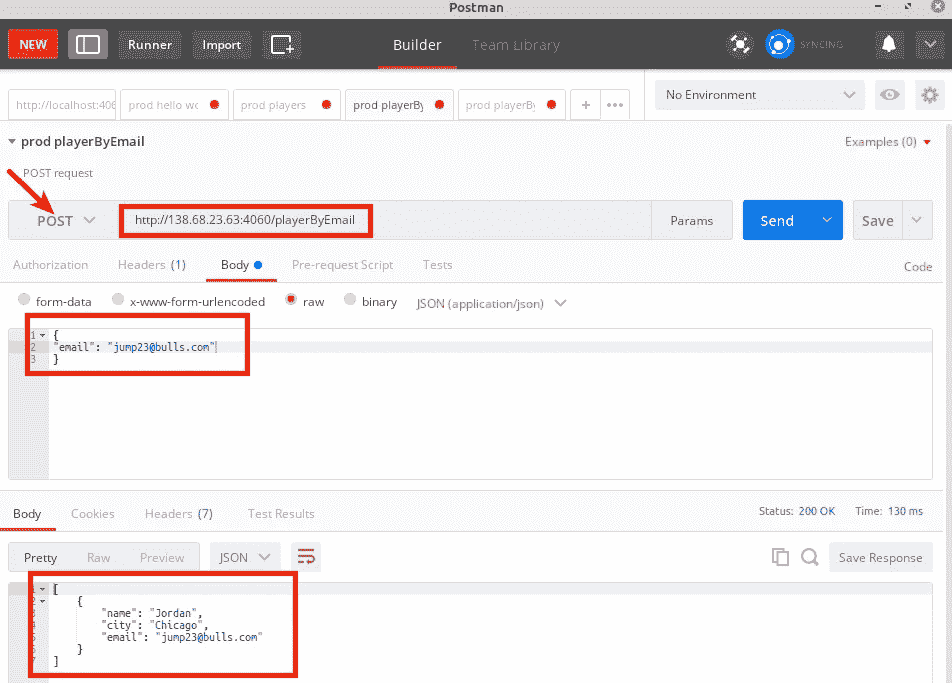 Postman
NEW Runner Import Builder Team Library SYNCING
http://localhost:406 prod hello wo prod players prod playerBy prod playerBy + ••• No Environment
prod playerByEmail Examples (0)
POST request
POST http://138.68.23.63:4060/playerByEmail Params Send Save
Authorization Headers (1) Body Pre-request Script Tests Code
form-data x-www-form-urlencoded raw binary JSON (application/json)
1 {
2 "email": "jump23@bulls.com"
3 }
Body Cookies Headers (7) Test Results Status: 200 OK Time: 130 ms
Pretty Raw Preview JSON Save Response
[
{
"name": "Jordan",
"city": "Chicago",
"email": "jump23@bulls.com"
}
]